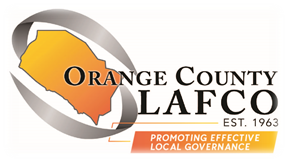 ORANGE COUNTY
LAFCO
EST. 1963
PROMOTING EFFECTIVE
LOCAL GOVERNANCE